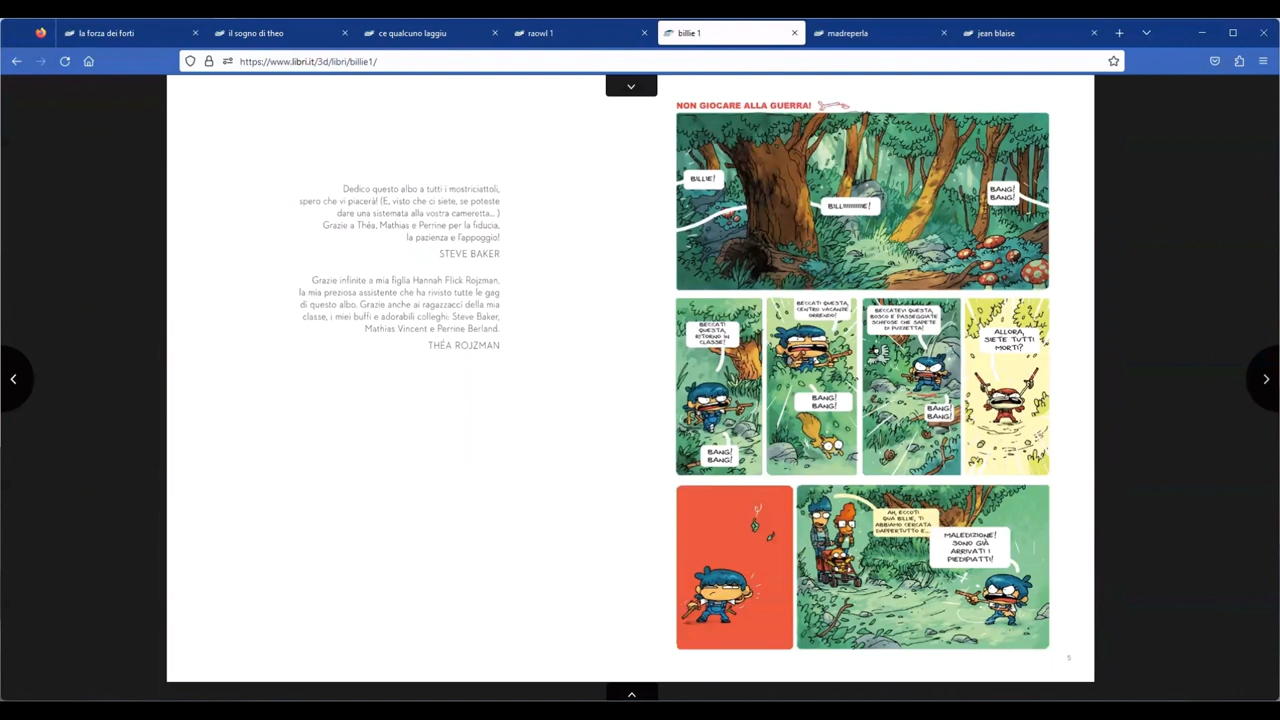 la forza dei forti
il sogno di theo
ce qualcuno laggiu
raowl 1
billie 1
madreperla
jean blaise
https://www.libri.it/3d/libri/billie1/
Dedico questo albo a tutti i mostriciattoli,
spero che vi piacerà! (E, visto che ci siete, se poteste
dare una sistemata alla vostra cameretta... )
Grazie a Théa, Mathias e Perrine per la fiducia,
la pazienza e l'appoggio!
STEVE BAKER
Grazie infinite a mia figlia Hannah Flick Rojzman,
la mia preziosa assistente che ha rivisto tutte le gag
di questo albo. Grazie anche ai ragazzacci della mia
classe, i miei buffi e adorabili colleghi: Steve Baker,
Mathias Vincent e Perrine Berland.
THÉA ROJZMAN
NON GIOCARE ALLA GUERRA!
BILLIE!
BILLIIIIIIIIIE!
BANG!
BANG!
BECCATI
QUESTA,
RITORNO IN
CLASSE!
BANG!
BANG!
BECCATI QUESTA,
CENTRO VACANZE
ORRENDO!
BANG!
BANG!
BECCATEVI QUESTA,
BOSCO E PASSEGGIATE
SCHIFOSE CHE SAPETE
DI PUZZETTA!
BANG!
BANG!
ALLORA,
SIETE TUTTI
MORTI?
AH, ECCOTI
QUA BILLIE, TI
ABBIAMO CERCATA
DAPPERTUTTO E...
MALEDIZIONE!
SONO GIÀ
ARRIVATI I
PIEDIPIATTI!
5